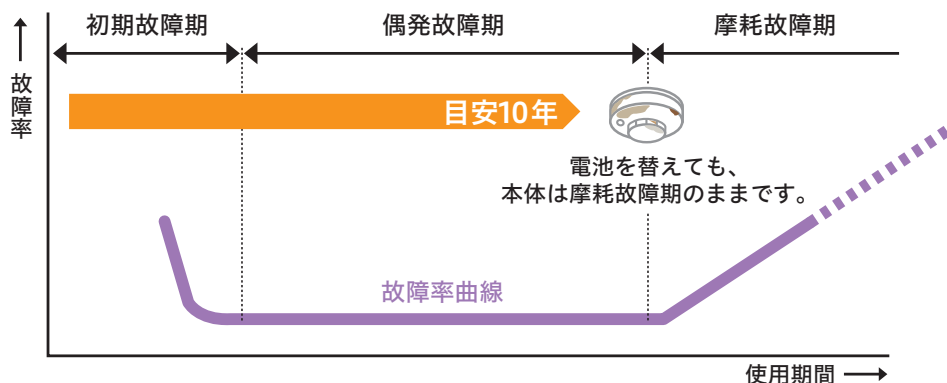 初期故障期
偶発故障期
摩耗故障期
故障率
目安10年
電池を替えても、
本体は摩耗故障期のままです。
故障率曲線
使用期間